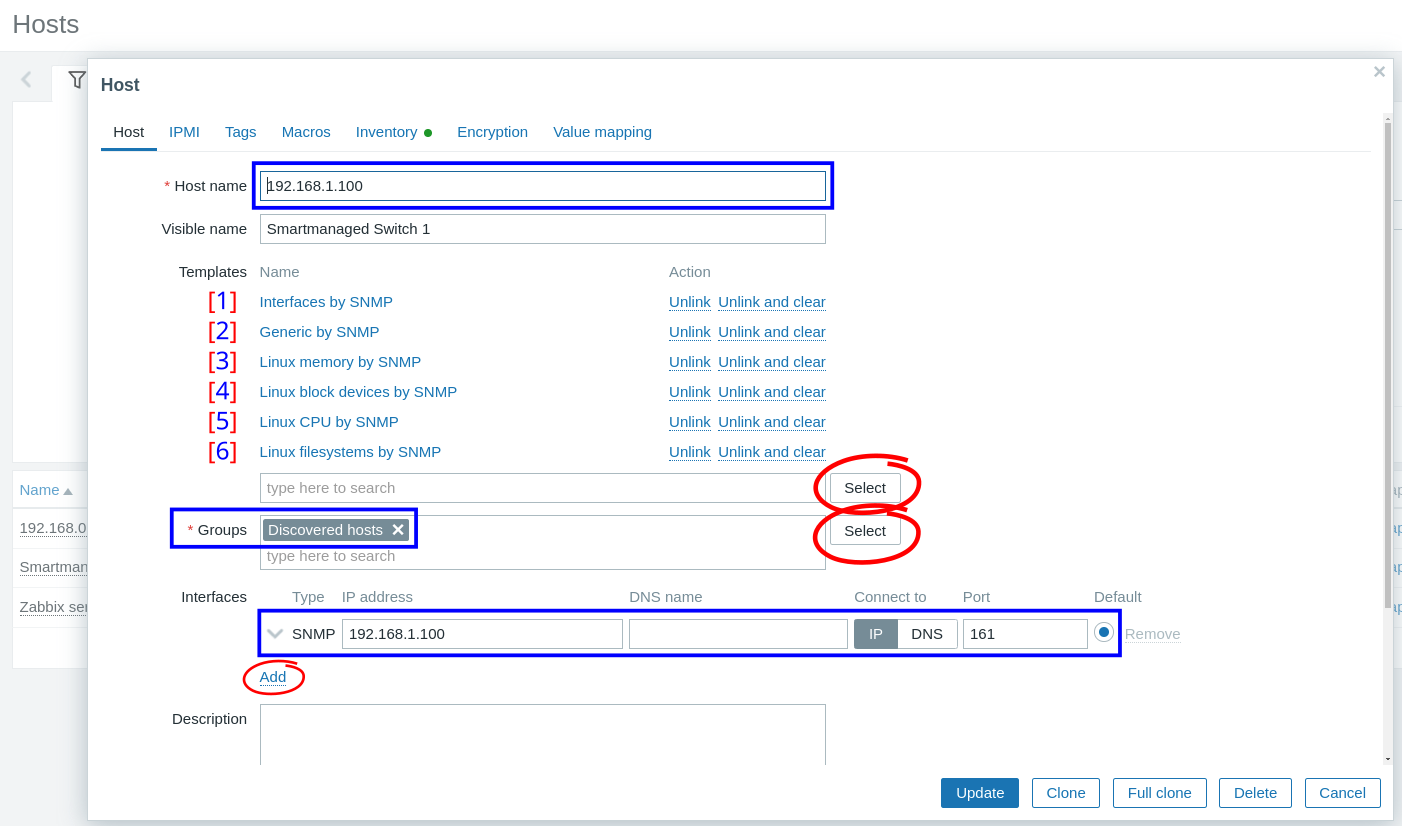 Hosts
Host
Host IPMI Tags Macros Inventory Encryption Value mapping
* Host name 192.168.1.100
Visible name Smartmanaged Switch 1
Templates Name Action
[1] Interfaces by SNMP Unlink Unlink and clear
[2] Generic by SNMP Unlink Unlink and clear
[3] Linux memory by SNMP Unlink Unlink and clear
[4] Linux block devices by SNMP Unlink Unlink and clear
[5] Linux CPU by SNMP Unlink Unlink and clear
[6] Linux filesystems by SNMP Unlink Unlink and clear
type here to search Select
Name
* Groups Discovered hosts Select
192.168.0
type here to search
Smartman
Interfaces Type IP address DNS name Connect to Port Default
Zabbix ser
SNMP 192.168.1.100 IP DNS 161 Remove
Add
Description
Update Clone Full clone Delete Cancel